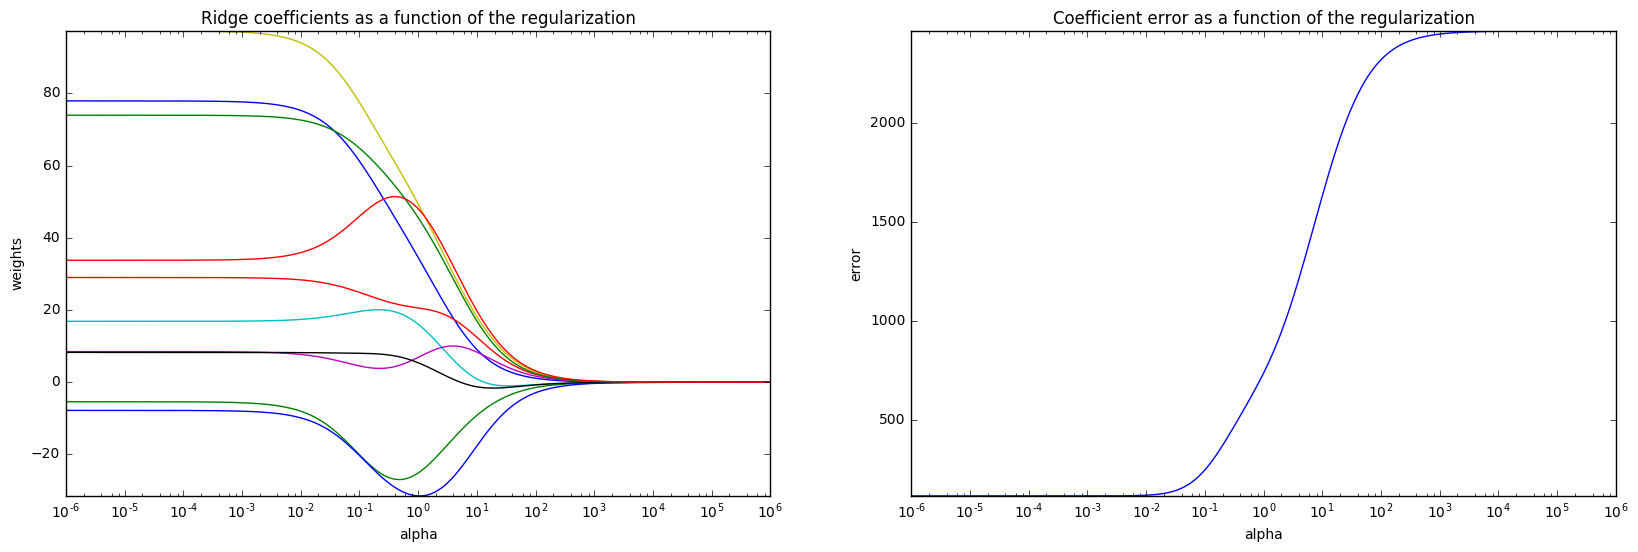 Ridge coefficients as a function of the regularization
80
60
40
20
0
−20
weights
10^-6 10^-5 10^-4 10^-3 10^-2 10^-1 10^0 10^1 10^2 10^3 10^4 10^5 10^6
alpha
Coefficient error as a function of the regularization
2000
1500
1000
500
error
10^-6 10^-5 10^-4 10^-3 10^-2 10^-1 10^0 10^1 10^2 10^3 10^4 10^5 10^6
alpha